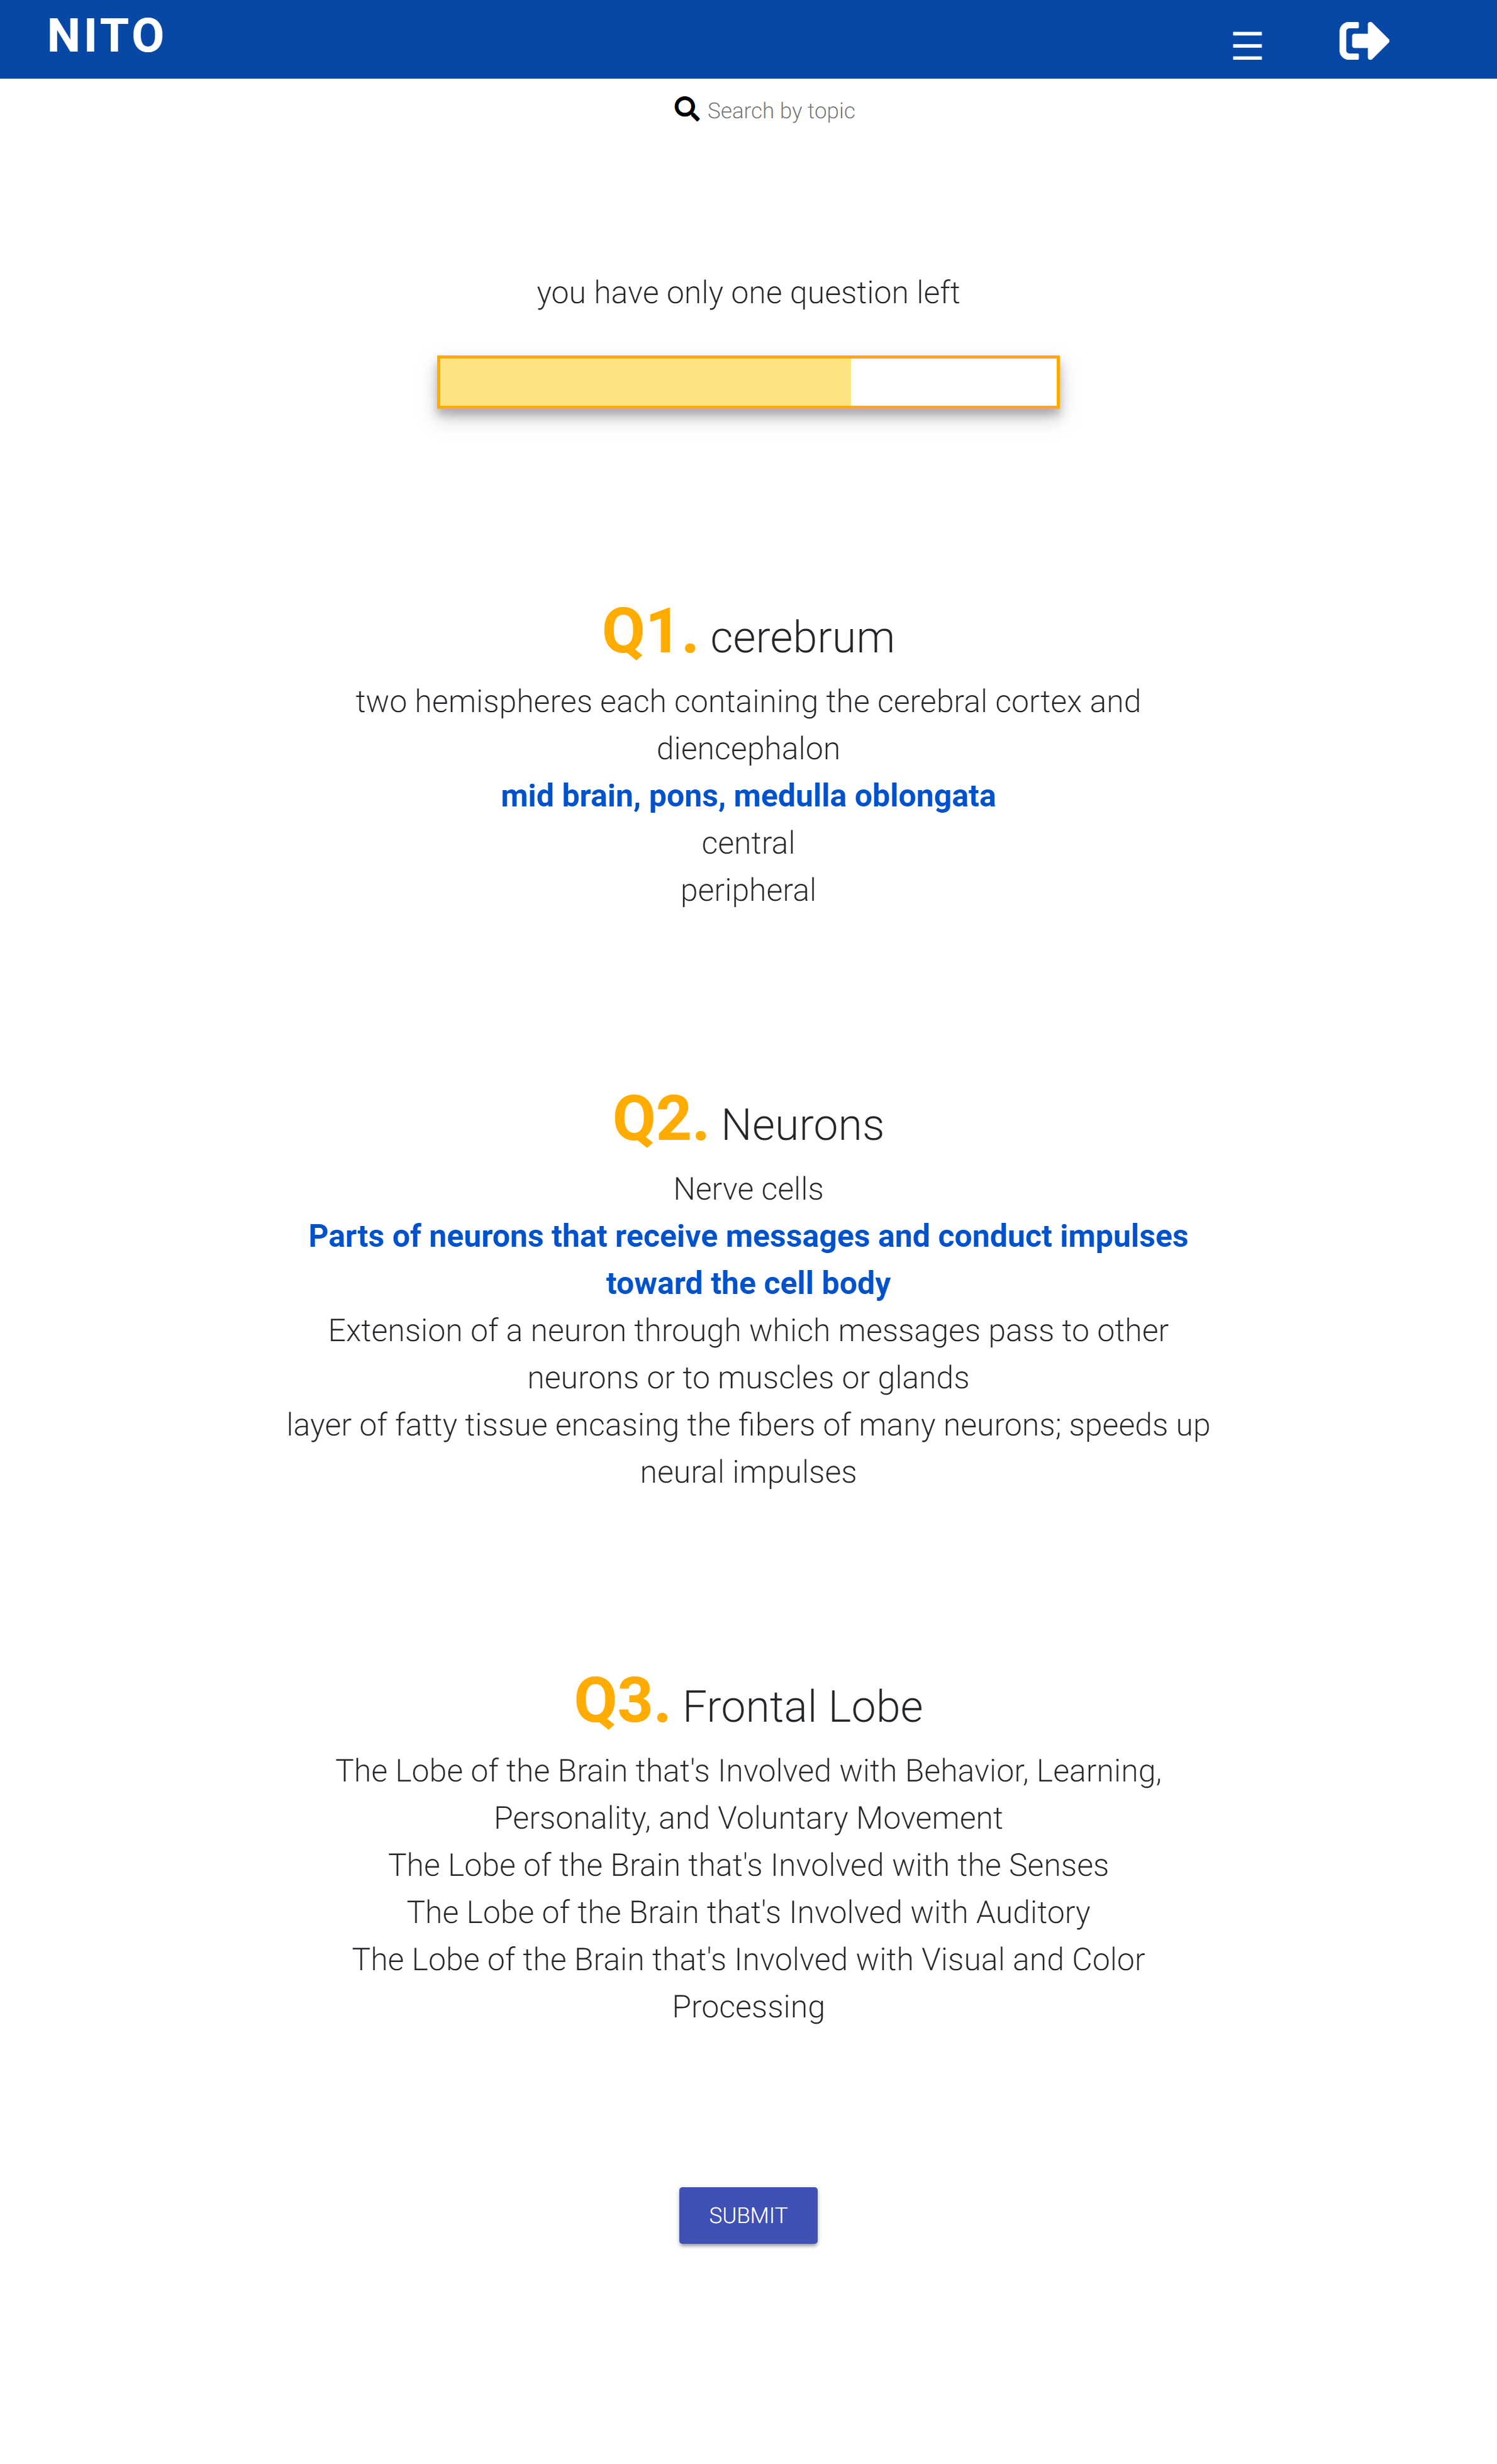 NITO
Search by topic
you have only one question left
Q1. cerebrum
two hemispheres each containing the cerebral cortex and
diencephalon
mid brain, pons, medulla oblongata
central
peripheral
Q2. Neurons
Nerve cells
Parts of neurons that receive messages and conduct impulses
toward the cell body
Extension of a neuron through which messages pass to other
neurons or to muscles or glands
layer of fatty tissue encasing the fibers of many neurons; speeds up
neural impulses
Q3. Frontal Lobe
The Lobe of the Brain that's Involved with Behavior, Learning,
Personality, and Voluntary Movement
The Lobe of the Brain that's Involved with the Senses
The Lobe of the Brain that's Involved with Auditory
The Lobe of the Brain that's Involved with Visual and Color
Processing
SUBMIT